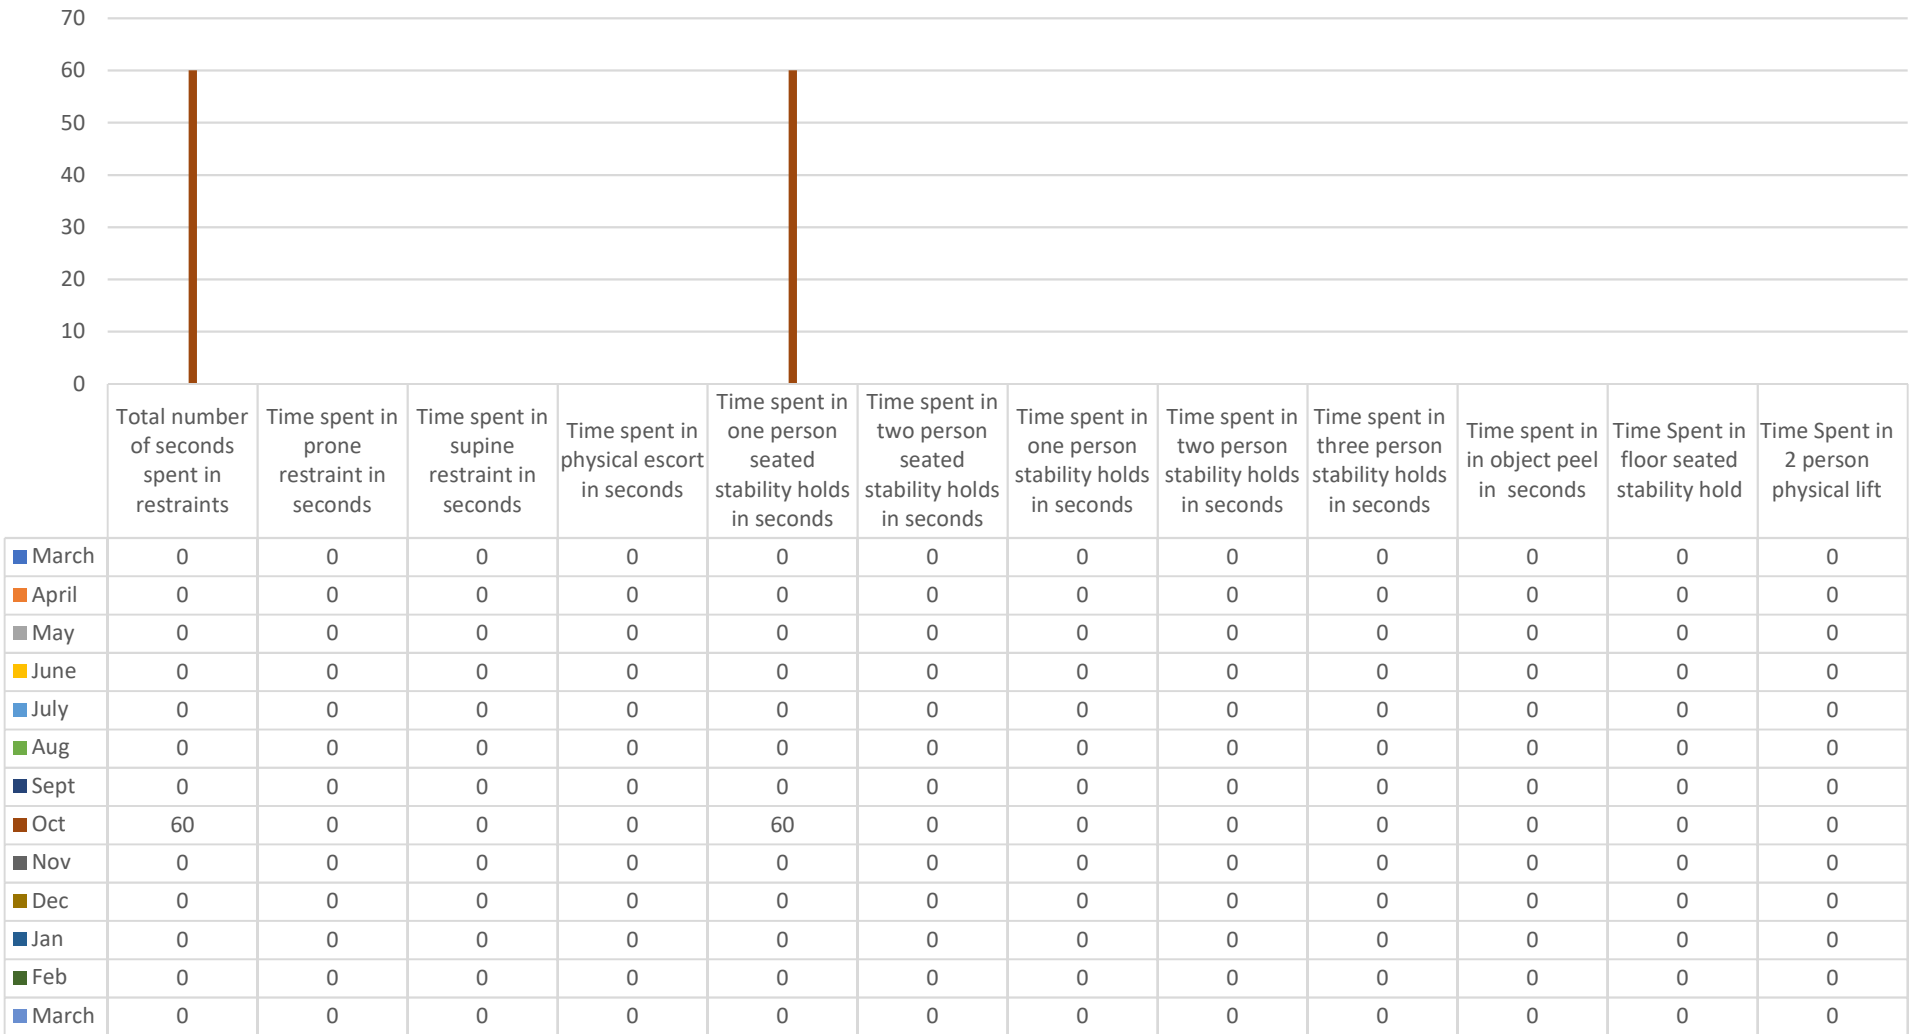 70
60
50
40
30
20
10
0
Total number
of seconds
spent in
restraints
Time spent in
prone
restraint in
seconds
Time spent in
supine
restraint in
seconds
Time spent in
physical escort
in seconds
Time spent in
one person
seated
stability holds
in seconds
Time spent in
two person
seated
stability holds
in seconds
Time spent in
one person
stability holds
in seconds
Time spent in
two person
stability holds
in seconds
Time spent in
three person
stability holds
in seconds
Time spent in
in object peel
in seconds
Time Spent in
floor seated
stability hold
Time Spent in
2 person
physical lift
March 0 0 0 0 0 0 0 0 0 0 0 0
April 0 0 0 0 0 0 0 0 0 0 0 0
May 0 0 0 0 0 0 0 0 0 0 0 0
June 0 0 0 0 0 0 0 0 0 0 0 0
July 0 0 0 0 0 0 0 0 0 0 0 0
Aug 0 0 0 0 0 0 0 0 0 0 0 0
Sept 0 0 0 0 0 0 0 0 0 0 0 0
Oct 60 0 0 0 60 0 0 0 0 0 0 0
Nov 0 0 0 0 0 0 0 0 0 0 0 0
Dec 0 0 0 0 0 0 0 0 0 0 0 0
Jan 0 0 0 0 0 0 0 0 0 0 0 0
Feb 0 0 0 0 0 0 0 0 0 0 0 0
March 0 0 0 0 0 0 0 0 0 0 0 0